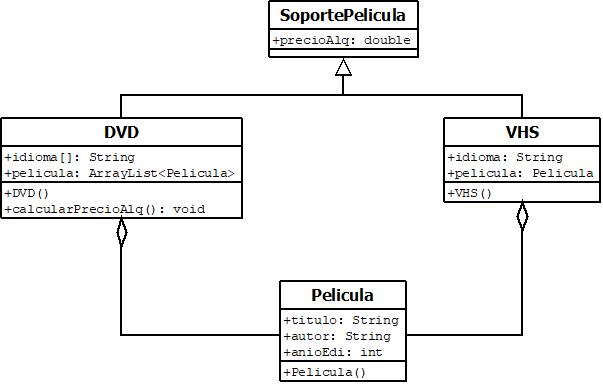 SoportePelicula
+precioAlq: double
DVD
+idioma[]: String
+pelicula: ArrayList<Pelicula>
+DVD()
+calcularPrecioAlq(): void
VHS
+idioma: String
+pelicula: Pelicula
+VHS()
Pelicula
+titulo: String
+autor: String
+anioEdi: int
+Pelicula()